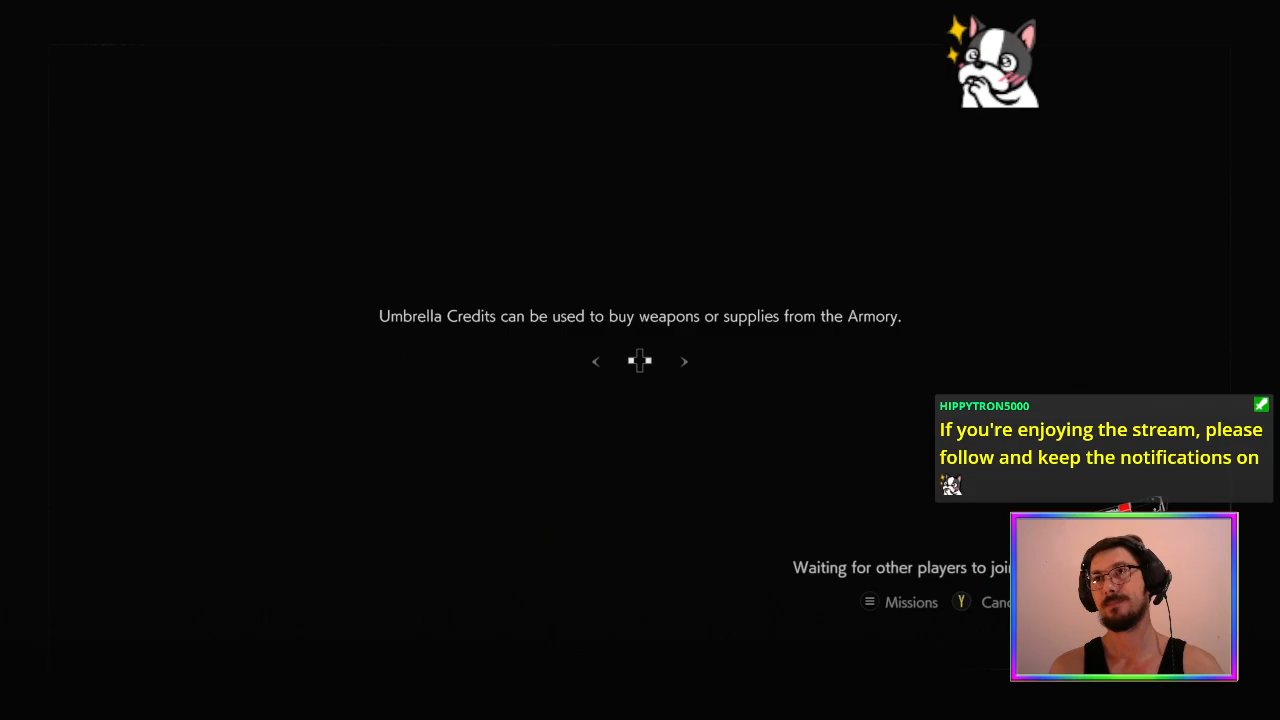 Umbrella Credits can be used to buy weapons or supplies from the Armory.
HIPPYTRON5000
If you're enjoying the stream, please
follow and keep the notifications on
Waiting for other players to joi
Missions Y Canc